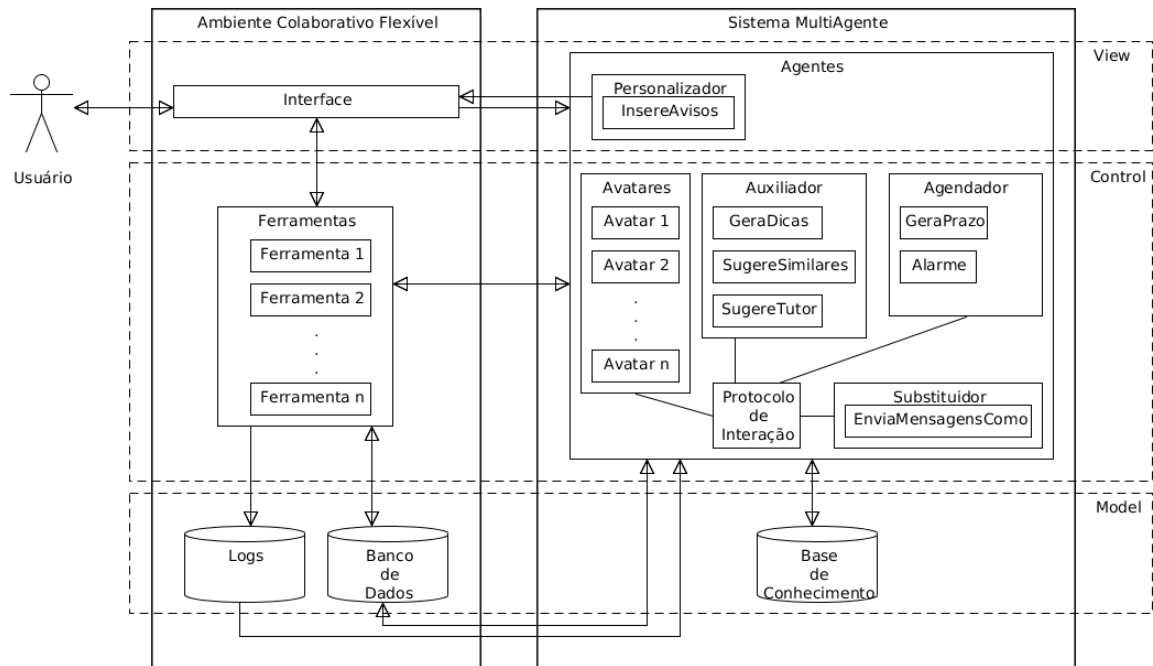 Ambiente Colaborativo Flexível
Sistema MultiAgente
View
Agentes
Personalizador
InsereAvisos
Interface
Usuário
Control
Ferramentas
Ferramenta 1
Ferramenta 2
.
.
.
Ferramenta n
Avatares
Avatar 1
Avatar 2
.
.
.
Avatar n
Auxiliador
GeraDicas
SugereSimilares
SugereTutor
Agendador
GeraPrazo
Alarme
Protocolo
de
Interação
Substituidor
EnviaMensagensComo
Model
Logs
Banco
de
Dados
Base
de
Conhecimento